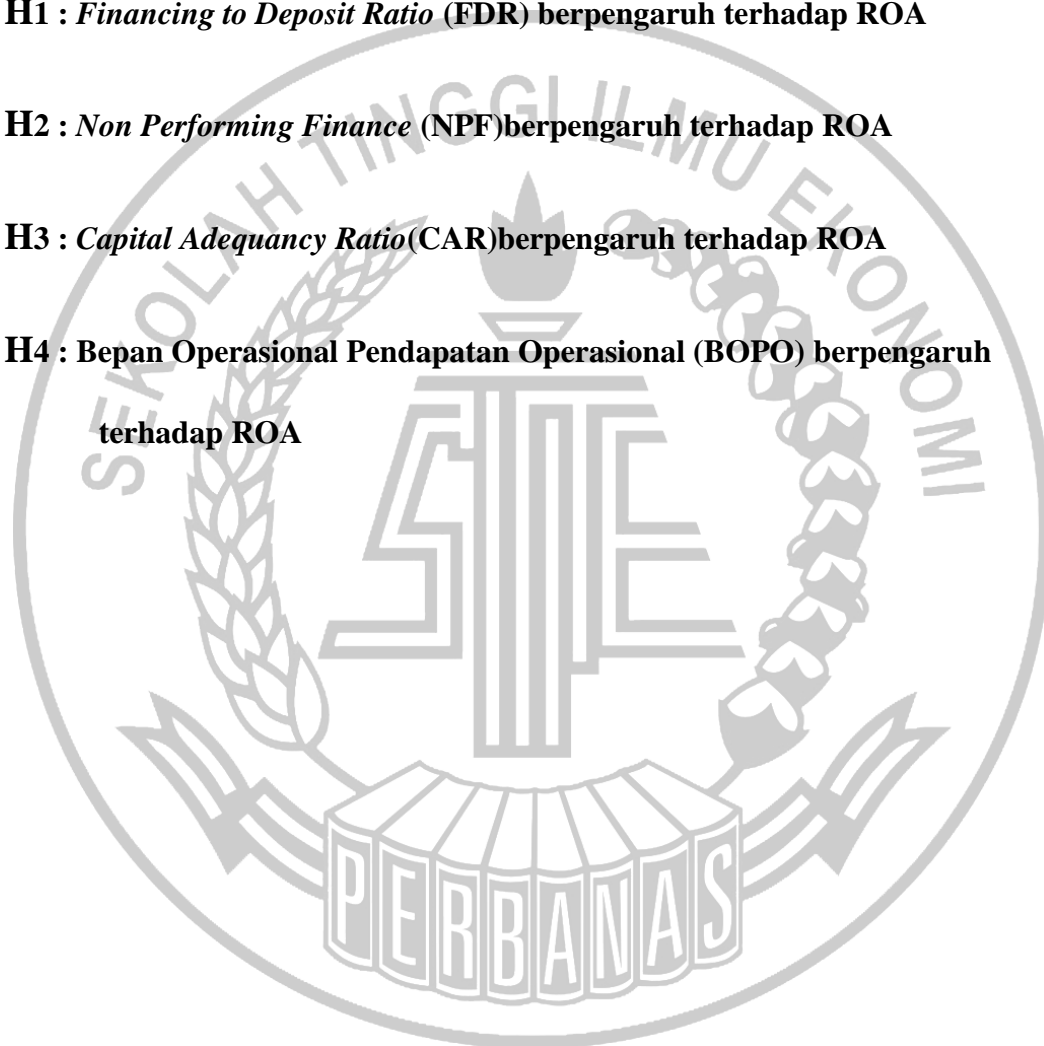 H1 : Financing to Deposit Ratio (FDR) berpengaruh terhadap ROA
H2 : Non Performing Finance (NPF)berpengaruh terhadap ROA
H3 : Capital Adequancy Ratio(CAR)berpengaruh terhadap ROA
H4 : Bepan Operasional Pendapatan Operasional (BOPO) berpengaruh
terhadap ROA
SEKOLAH TINGGI ILMU EKONOMI
STIE
PERBANAS